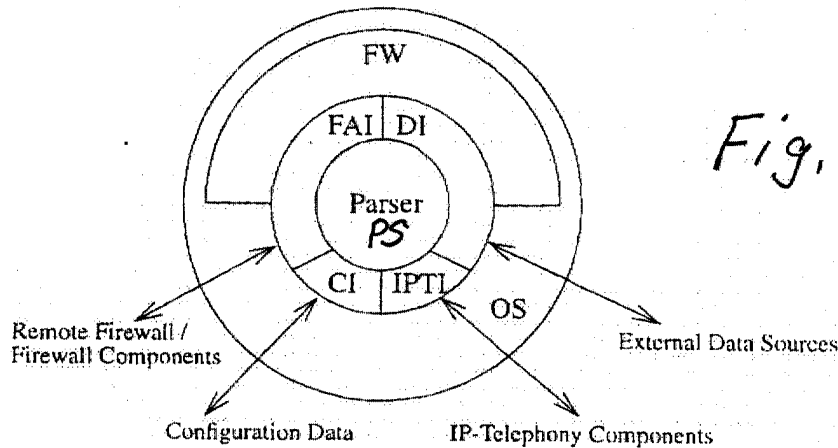 FW
FAI DI
Fig.
Parser
PS
CI IPTI
OS
Remote Firewall /
Firewall Components
External Data Sources
Configuration Data
IP-Telephony Components